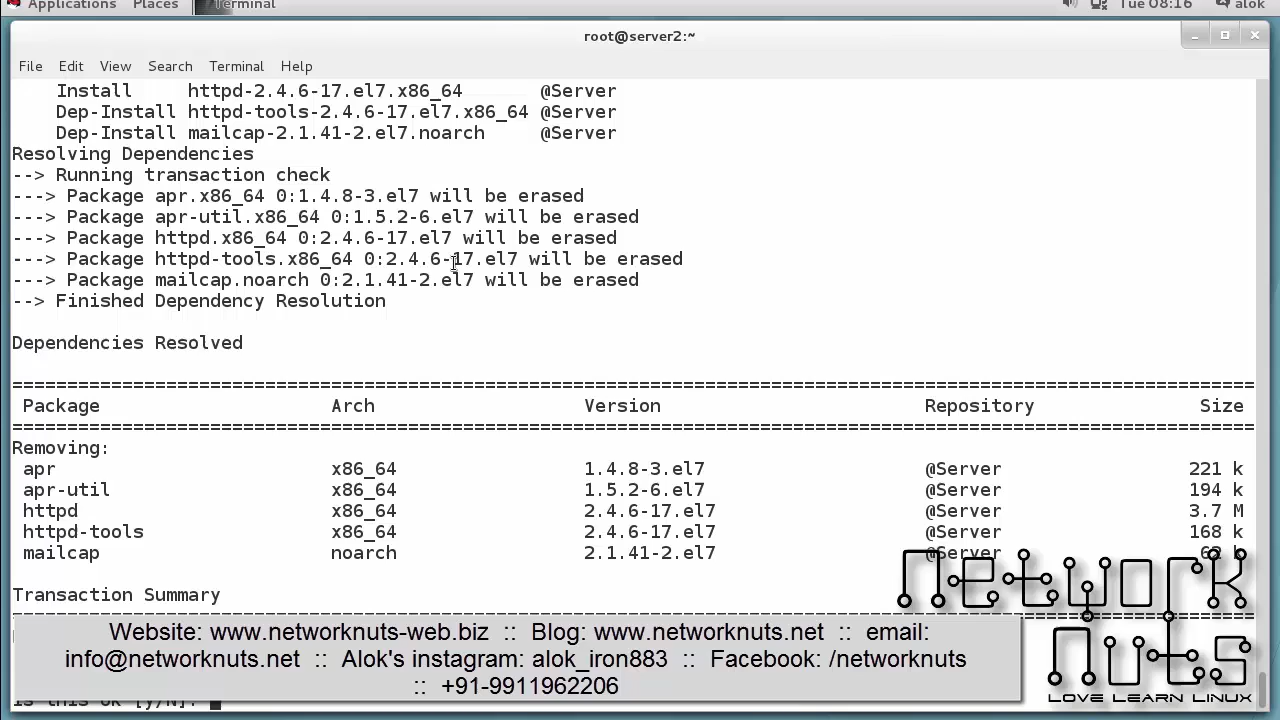 Applications Places Terminal Tue 08:16 alok
root@server2:~
File Edit View Search Terminal Help
Install httpd-2.4.6-17.el7.x86_64 @Server
Dep-Install httpd-tools-2.4.6-17.el7.x86_64 @Server
Dep-Install mailcap-2.1.41-2.el7.noarch @Server
Resolving Dependencies
--> Running transaction check
---> Package apr.x86_64 0:1.4.8-3.el7 will be erased
---> Package apr-util.x86_64 0:1.5.2-6.el7 will be erased
---> Package httpd.x86_64 0:2.4.6-17.el7 will be erased
---> Package httpd-tools.x86_64 0:2.4.6-17.el7 will be erased
---> Package mailcap.noarch 0:2.1.41-2.el7 will be erased
--> Finished Dependency Resolution
Dependencies Resolved
Package Arch Version Repository Size
Removing:
apr x86_64 1.4.8-3.el7 @Server 221 k
apr-util x86_64 1.5.2-6.el7 @Server 194 k
httpd x86_64 2.4.6-17.el7 @Server 3.7 M
httpd-tools x86_64 2.4.6-17.el7 @Server 168 k
mailcap noarch 2.1.41-2.el7 @Server
Transaction Summary
Website: www.networknuts-web.biz :: Blog: www.networknuts.net :: email:
info@networknuts.net :: Alok's instagram: alok_iron883 :: Facebook: /networknuts
:: +91-9911962206
Is this ok [y/N]:
network
nuts
LOVE LEARN LINUX